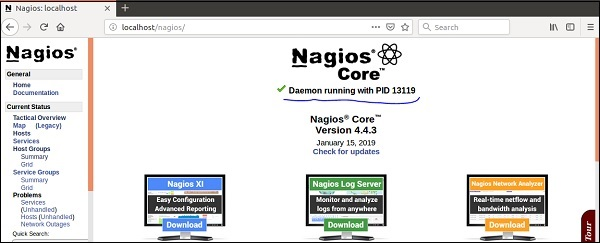 Nagios: localhost
localhost/nagios/
Search
Nagios®
General
Home
Documentation
Current Status
Tactical Overview
Map (Legacy)
Hosts
Services
Host Groups
Summary
Grid
Service Groups
Summary
Grid
Problems
Services
(Unhandled)
Hosts (Unhandled)
Network Outages
Quick Search:
Nagios®
Core™
Daemon running with PID 13119
Nagios® Core™
Version 4.4.3
January 15, 2019
Check for updates
Nagios XI
Easy Configuration
Advanced Reporting
Download
Nagios Log Server
Monitor and analyze
logs from anywhere
Download
Nagios Network Analyzer
Real-time netflow and
bandwidth analysis
Download
Tour